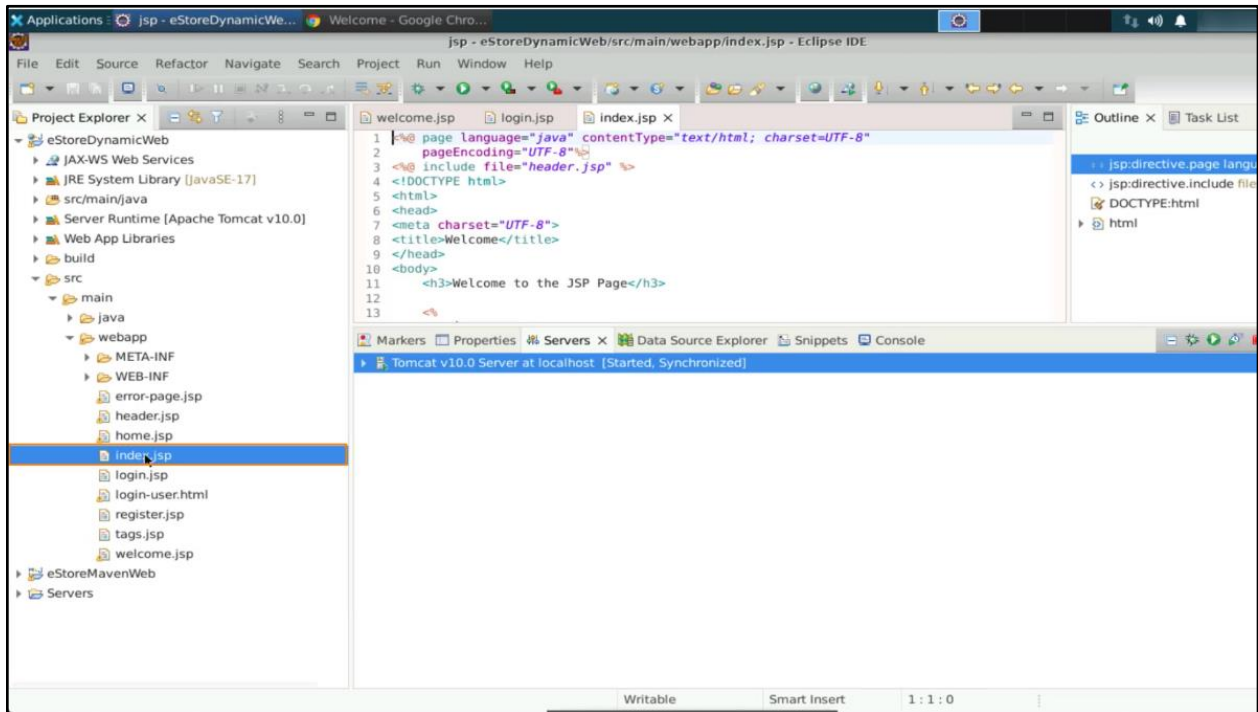 Applications : jsp - eStoreDynamicWe... Welcome - Google Chro...
jsp - eStoreDynamicWeb/src/main/webapp/index.jsp - Eclipse IDE
File Edit Source Refactor Navigate Search Project Run Window Help
Project Explorer
eStoreDynamicWeb
JAX-WS Web Services
JRE System Library [JavaSE-17]
src/main/java
Server Runtime [Apache Tomcat v10.0]
Web App Libraries
build
src
main
java
webapp
META-INF
WEB-INF
error-page.jsp
header.jsp
home.jsp
index.jsp
login.jsp
login-user.html
register.jsp
tags.jsp
welcome.jsp
eStoreMavenWeb
Servers
welcome.jsp login.jsp index.jsp
1 <%@ page language="java" contentType="text/html; charset=UTF-8"
2 pageEncoding="UTF-8"%>
3 <%@ include file="header.jsp" %>
4 <!DOCTYPE html>
5 <html>
6 <head>
7 <meta charset="UTF-8">
8 <title>Welcome</title>
9 </head>
10 <body>
11 <h3>Welcome to the JSP Page</h3>
12
13 <%
Outline Task List
jsp:directive.page langu
jsp:directive.include file
DOCTYPE:html
html
Markers Properties Servers Data Source Explorer Snippets Console
Tomcat v10.0 Server at localhost [Started, Synchronized]
Writable Smart Insert 1 : 1 : 0